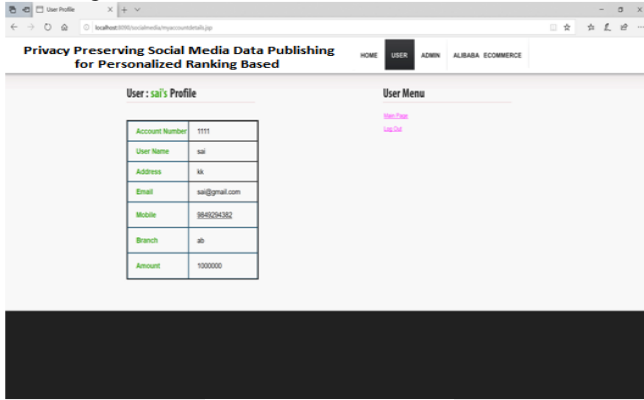 User Profile
localhost:8086/socialmedia/myaccountdetails.jsp
Privacy Preserving Social Media Data Publishing
for Personalized Ranking Based
HOME USER ADMIN ALIBABA ECOMMERCE
User : sai's Profile
User Menu
Main Page
Log Out
Account Number 1111
User Name sai
Address kk
Email sai@gmail.com
Mobile 9849294382
Branch ab
Amount 1000000